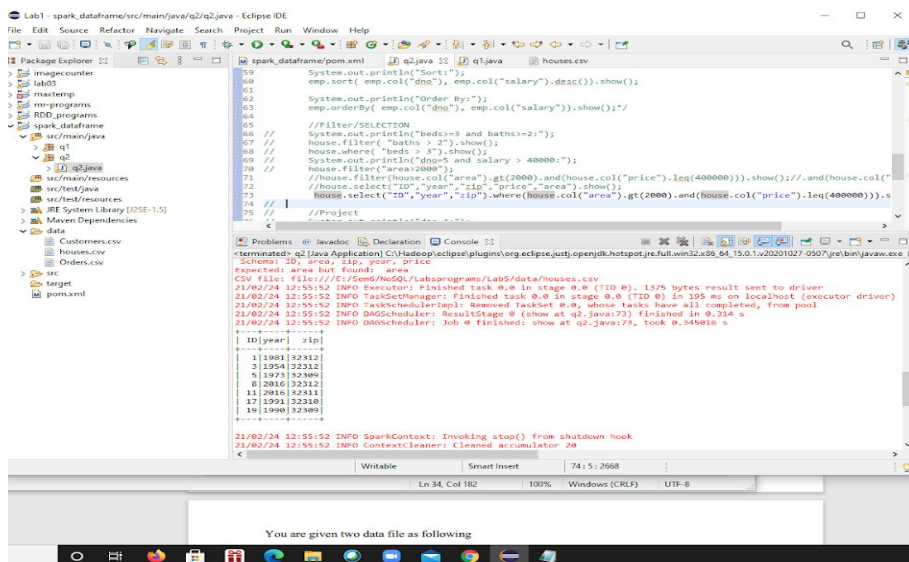 Lab1 - spark_dataframe/src/main/java/q2/q2.java - Eclipse IDE
File Edit Source Refactor Navigate Search Project Run Window Help
Package Explorer
imagecounter
lab03
maxtemp
mr-programs
RDD_programs
spark_dataframe
src/main/java
q1
q2
q2.java
src/main/resources
src/test/java
src/test/resources
JRE System Library [J2SE-1.5]
Maven Dependencies
data
Customers.csv
houses.csv
Orders.csv
src
target
pom.xml
spark_dataframe/pom.xml q2.java q1.java houses.csv
59 System.out.println("Sort:");
60 emp.sort( emp.col("dno"), emp.col("salary").desc()).show();
61
62 System.out.println("Order By:");
63 emp.orderBy( emp.col("dno"), emp.col("salary")).show();*/
64
65 //Filter/SELECTION
66 // System.out.println("beds>=3 and baths>=2:");
67 // house.filter( "baths > 2").show();
68 // house.where( "beds > 3").show();
69 // System.out.println("dno=5 and salary > 40000:");
70 // house.filter("area>2000");
71 //house.filter(house.col("area").gt(2000).and(house.col("price").leq(400000))).show();//.and(house.col("
72 //house.select("ID","year","zip","price","area").show();
73 house.select("ID","year","zip").where(house.col("area").gt(2000).and(house.col("price").leq(400000))).s
74 //
75 //Project
Problems Javadoc Declaration Console
<terminated> q2 [Java Application] C:\Hadoop\eclipse\plugins\org.eclipse.justj.openjdk.hotspot.jre.full.win32.x86_64_15.0.1.v20201027-0507\jre\bin\javaw.exe
Schema: ID, area, zip, year, price
Expected: area but found: area
CSV file: file:///E:/Sem6/NoSQL/Labsprograms/Lab5/data/houses.csv
21/02/24 12:55:52 INFO Executor: Finished task 0.0 in stage 0.0 (TID 0). 1375 bytes result sent to driver
21/02/24 12:55:52 INFO TaskSetManager: Finished task 0.0 in stage 0.0 (TID 0) in 195 ms on localhost (executor driver)
21/02/24 12:55:52 INFO TaskSchedulerImpl: Removed TaskSet 0.0, whose tasks have all completed, from pool
21/02/24 12:55:52 INFO DAGScheduler: ResultStage 0 (show at q2.java:73) finished in 0.314 s
21/02/24 12:55:52 INFO DAGScheduler: Job 0 finished: show at q2.java:73, took 0.345016 s
+---+----+-----+
| ID|year| zip|
+---+----+-----+
| 1|1981|32312|
| 3|1954|32312|
| 5|1973|32309|
| 8|2016|32312|
| 11|2016|32311|
| 17|1991|32310|
| 19|1990|32309|
+---+----+-----+
21/02/24 12:55:52 INFO SparkContext: Invoking stop() from shutdown hook
21/02/24 12:55:52 INFO ContextCleaner: Cleaned accumulator 20
Writable Smart Insert 74 : 5 : 2668
Ln 34, Col 182 100% Windows (CRLF) UTF-8
You are given two data file as following